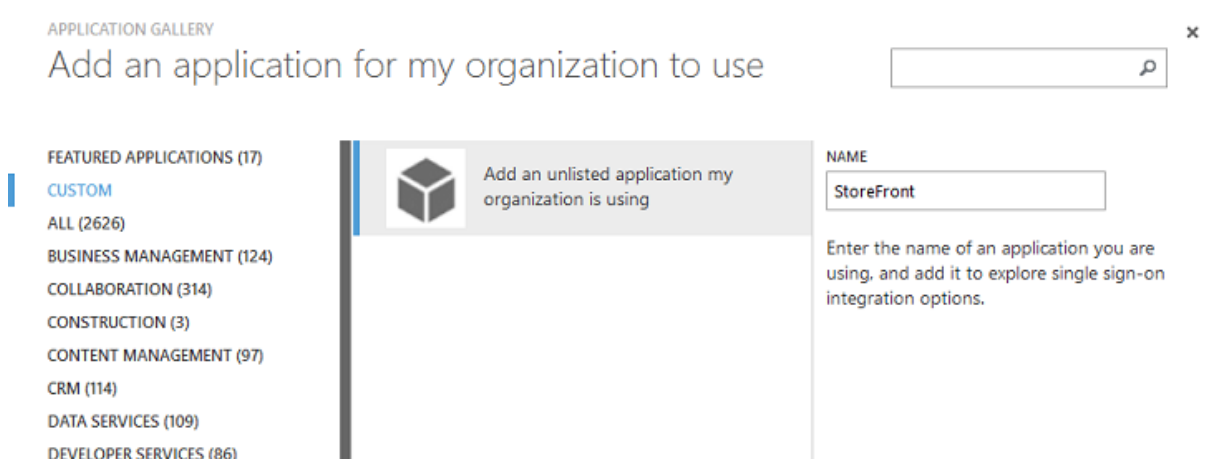 APPLICATION GALLERY
Add an application for my organization to use
FEATURED APPLICATIONS (17)
CUSTOM
ALL (2626)
BUSINESS MANAGEMENT (124)
COLLABORATION (314)
CONSTRUCTION (3)
CONTENT MANAGEMENT (97)
CRM (114)
DATA SERVICES (109)
DEVELOPER SERVICES (86)
Add an unlisted application my
organization is using
NAME
StoreFront
Enter the name of an application you are
using, and add it to explore single sign-on
integration options.